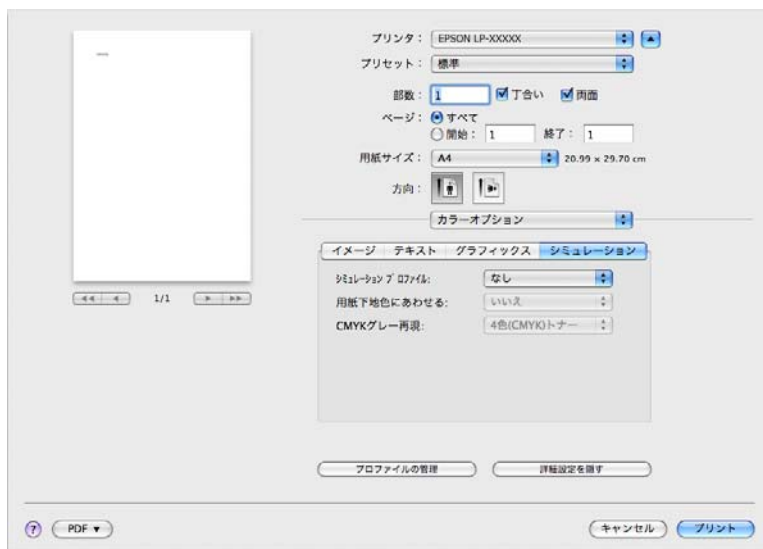 プリンタ： EPSON LP-XXXXX
プリセット： 標準
部数： 1 丁合い 両面
ページ： すべて
開始： 1 終了： 1
用紙サイズ： A4 20.99 × 29.70 cm
方向：
カラーオプション
イメージ テキスト グラフィックス シミュレーション
シミュレーション プロファイル: なし
用紙下地色にあわせる: いいえ
CMYKグレー再現: 4色(CMYK)トナー
1/1
プロファイルの管理 詳細設定を隠す
? PDF ▼ キャンセル プリント